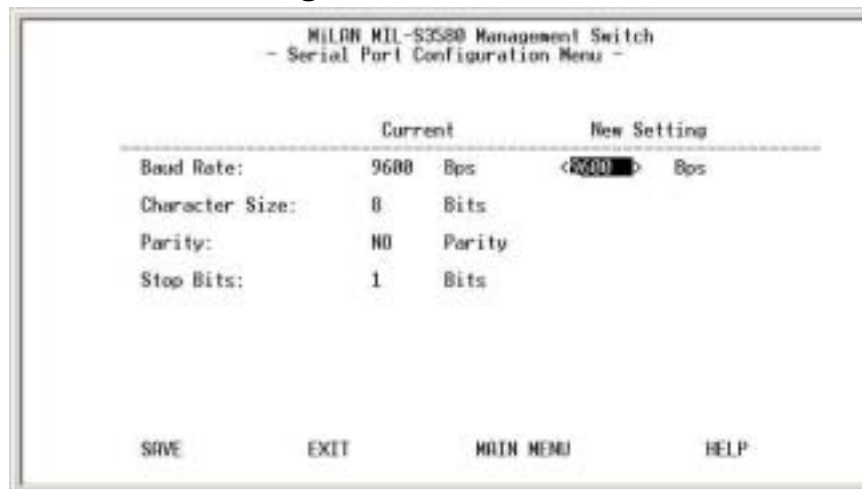 MiLAN MIL-S3580 Management Switch
- Serial Port Configuration Menu -
Current New Setting
Baud Rate: 9600 Bps <9600> Bps
Character Size: 8 Bits
Parity: NO Parity
Stop Bits: 1 Bits
SAVE EXIT MAIN MENU HELP